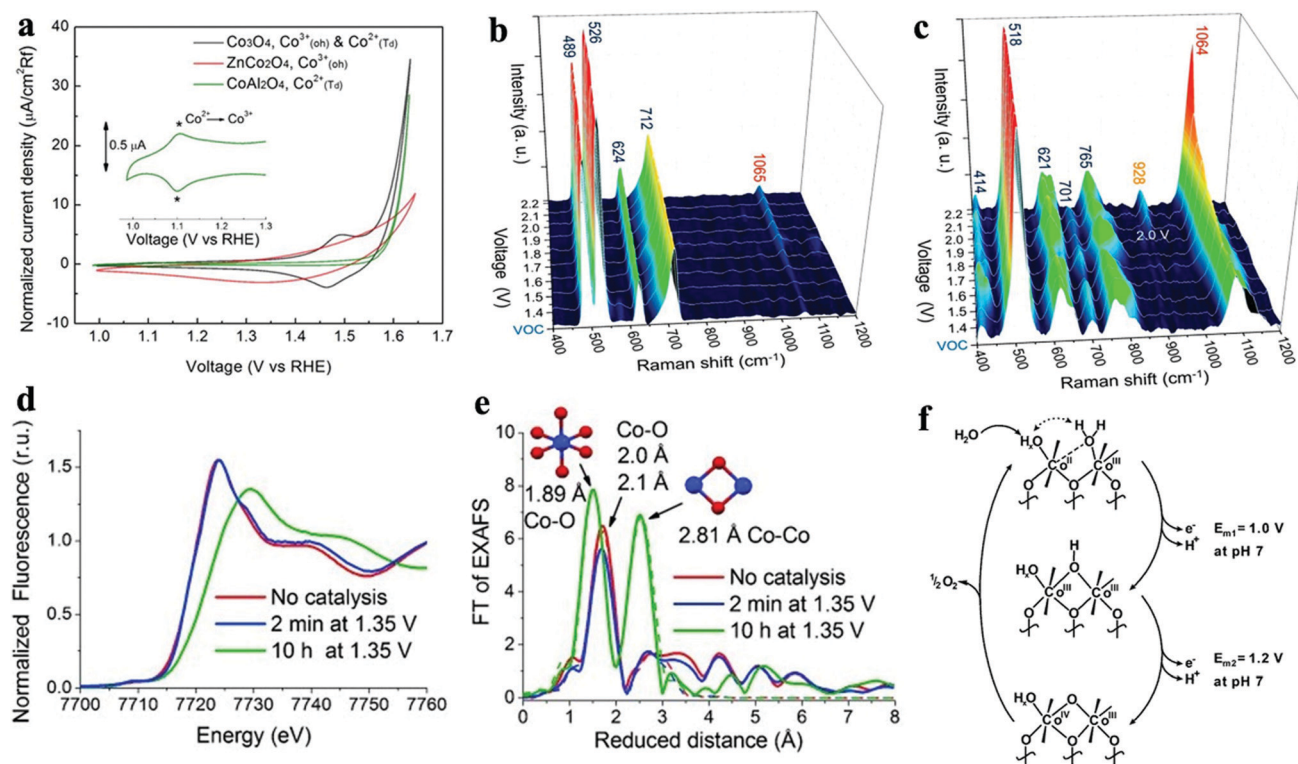 a
Co3O4, Co3+(oh) & Co2+(Td)
ZnCo2O4, Co3+(oh)
CoAl2O4, Co2+(Td)
Normalized current density (µA/cm2Rf)
40
30
20
10
0
-10
0.5 µA
* Co2+ → Co3+
*
1.0 1.1 1.2 1.3
Voltage (V vs RHE)
1.0 1.1 1.2 1.3 1.4 1.5 1.6 1.7
Voltage (V vs RHE)
b
Intensity (a. u.)
489
526
624
712
1065
2.2
2.1
2.0
1.9
1.8
1.7
1.6
1.5
1.4
VOC
Voltage (V)
400 500 600 700 800 900 1000 1100 1200
Raman shift (cm-1)
c
Intensity (a. u.)
414
518
621
701
765
928
1064
2.0 V
2.2
2.1
2.0
1.9
1.8
1.7
1.6
1.5
1.4
VOC
Voltage (V)
400 500 600 700 800 900 1000 1100 1200
Raman shift (cm-1)
d
Normalized Fluorescence (r.u.)
1.5
1.0
0.5
0.0
No catalysis
2 min at 1.35 V
10 h at 1.35 V
7700 7710 7720 7730 7740 7750 7760
Energy (eV)
e
FT of EXAFS
10
8
6
4
2
0
1.89 Å
Co-O
Co-O
2.0 Å
2.1 Å
2.81 Å Co-Co
No catalysis
2 min at 1.35 V
10 h at 1.35 V
0 1 2 3 4 5 6 7 8
Reduced distance (Å)
f
H2O
HxO H O H
CoII CoIII
O O O
e-
H+
Em1 = 1.0 V
at pH 7
H
HxO O
CoIII CoIII
O O O
1/2 O2
e-
H+
Em2 = 1.2 V
at pH 7
HxO O
CoIV CoIII
O O O